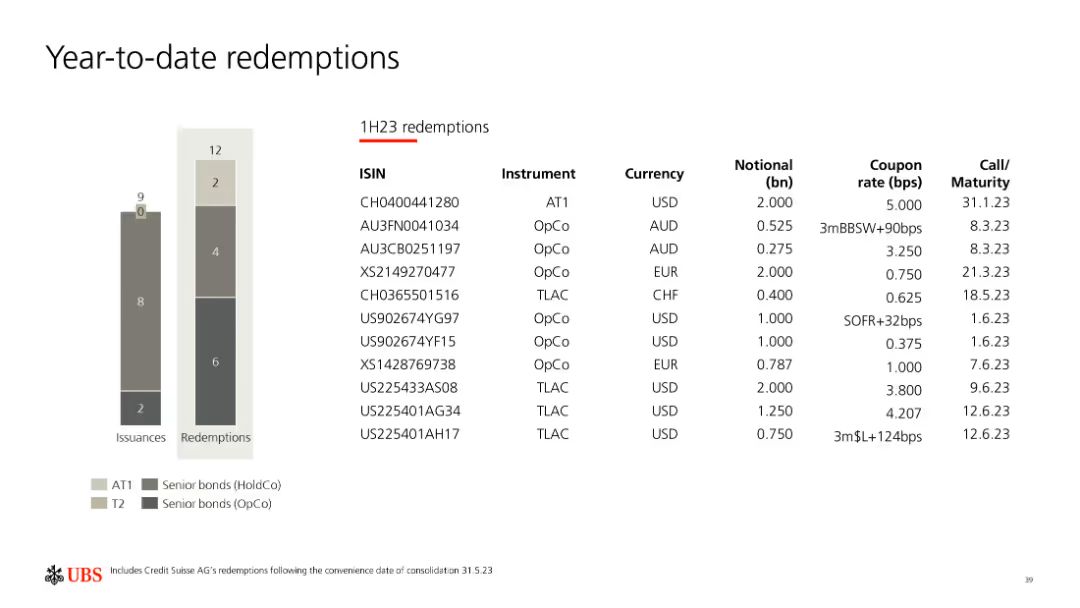 Year-to-date redemptions
12
2
4
6
9
0
8
2
Issuances Redemptions
AT1 Senior bonds (HoldCo)
T2 Senior bonds (OpCo)
1H23 redemptions
ISIN Instrument Currency Notional (bn) Coupon rate (bps) Call/ Maturity
CH0400441280 AT1 USD 2.000 5.000 31.1.23
AU3FN0041034 OpCo AUD 0.525 3mBBSW+90bps 8.3.23
AU3CB0251197 OpCo AUD 0.275 3.250 8.3.23
XS2149270477 OpCo EUR 2.000 0.750 21.3.23
CH0365501516 TLAC CHF 0.400 0.625 18.5.23
US902674YG97 OpCo USD 1.000 SOFR+32bps 1.6.23
US902674YF15 OpCo USD 1.000 0.375 1.6.23
XS1428769738 OpCo EUR 0.787 1.000 7.6.23
US225433AS08 TLAC USD 2.000 3.800 9.6.23
US225401AG34 TLAC USD 1.250 4.207 12.6.23
US225401AH17 TLAC USD 0.750 3m$L+124bps 12.6.23
UBS
Includes Credit Suisse AG's redemptions following the convenience date of consolidation 31.5.23
39